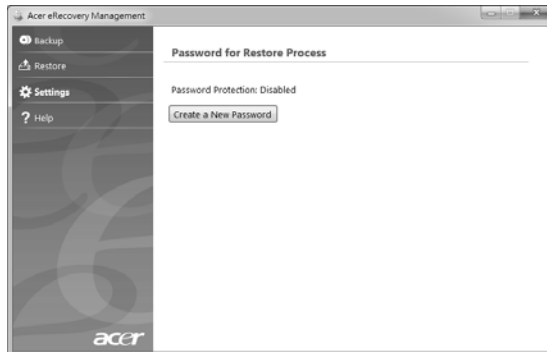 Acer eRecovery Management
Backup
Restore
Settings
Help
Password for Restore Process
Password Protection: Disabled
Create a New Password
acer